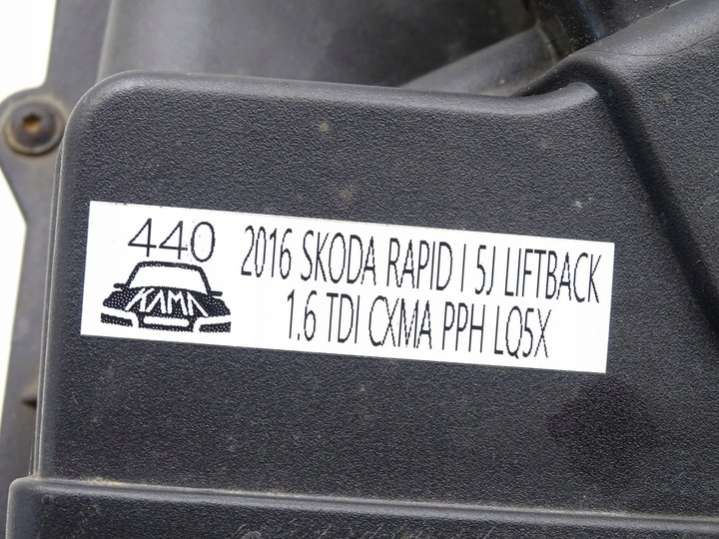 440
KAMA
2016 SKODA RAPID I 5J LIFTBACK
1.6 TDI CXMA PPH LQ5X